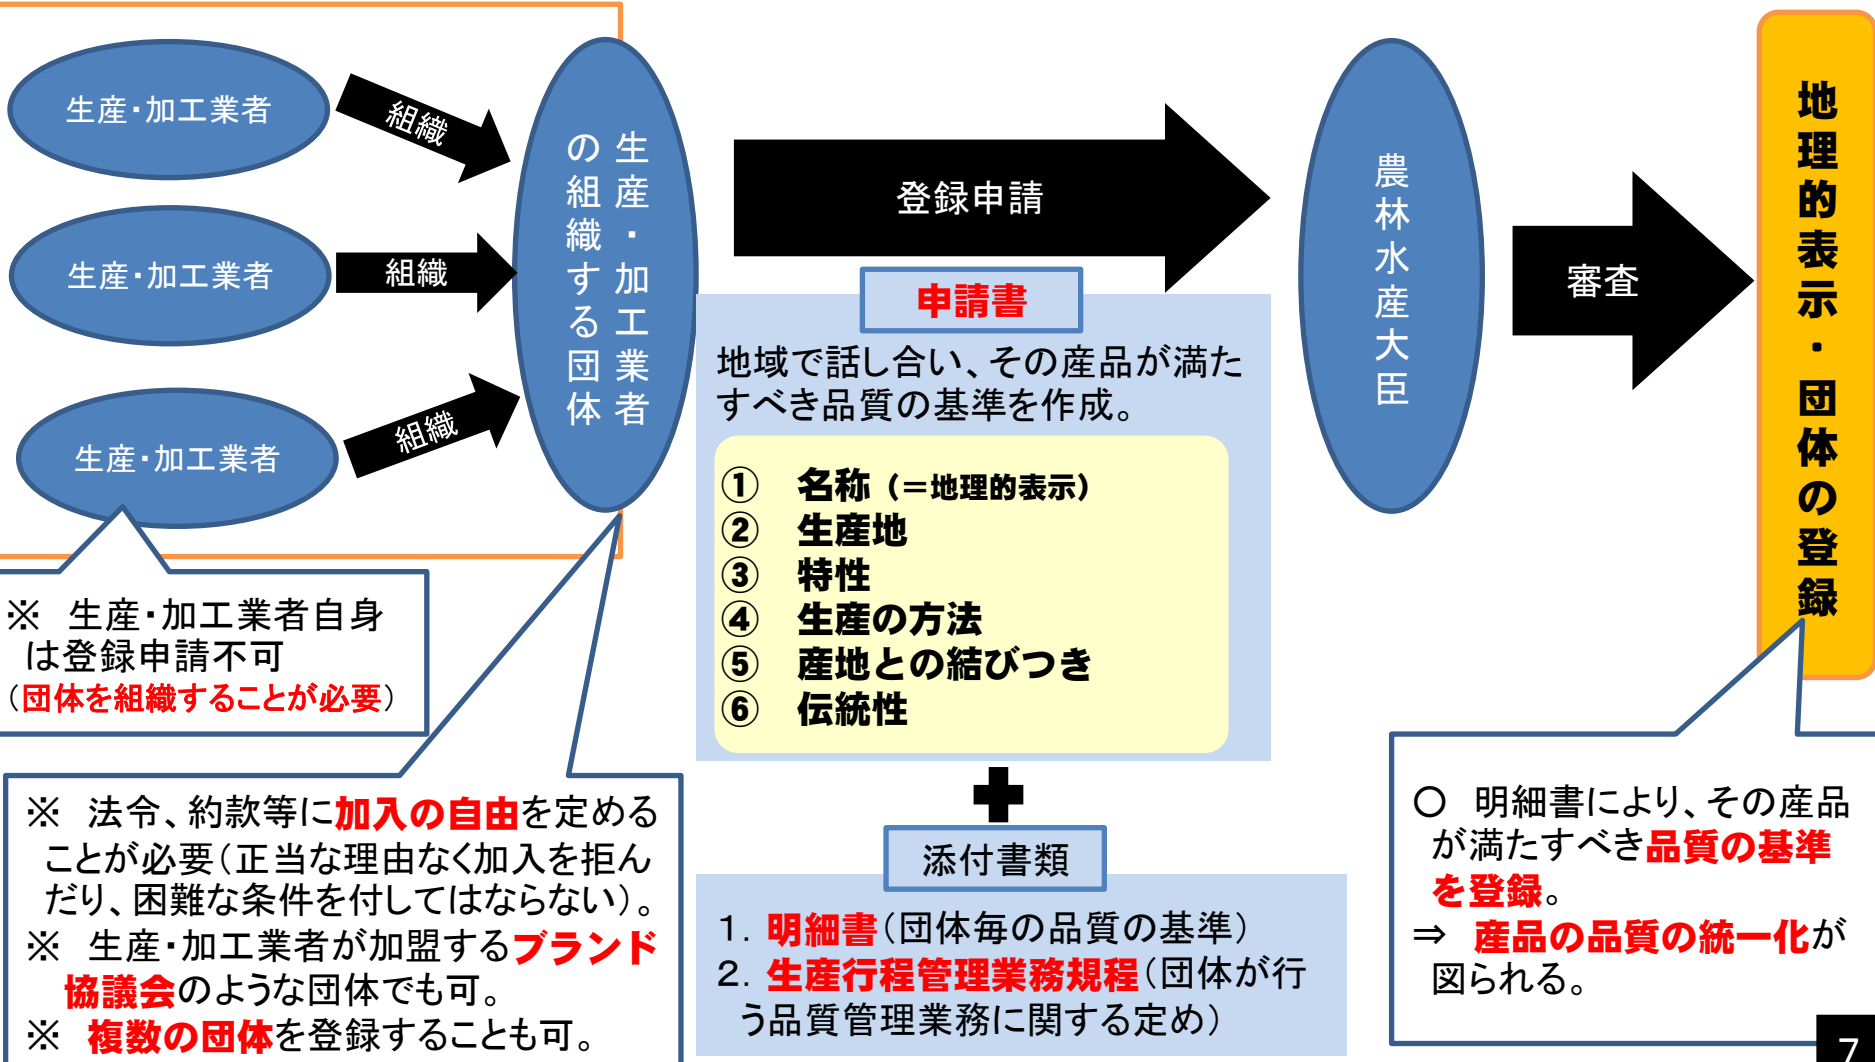 生産・加工業者
組織
生産・加工業者
組織
生産・加工業者
組織
生産・加工業者
の組織する団体
登録申請
農林水産大臣
審査
地理的表示・団体の登録
申請書
地域で話し合い、その産品が満た
すべき品質の基準を作成。
① 名称（＝地理的表示）
② 生産地
③ 特性
④ 生産の方法
⑤ 産地との結びつき
⑥ 伝統性
添付書類
１．明細書（団体毎の品質の基準）
２．生産行程管理業務規程（団体が行
う品質管理業務に関する定め）
※ 生産・加工業者自身
は登録申請不可
（団体を組織することが必要）
※ 法令、約款等に加入の自由を定める
ことが必要（正当な理由なく加入を拒ん
だり、困難な条件を付してはならない）。
※ 生産・加工業者が加盟するブランド
協議会のような団体でも可。
※ 複数の団体を登録することも可。
○ 明細書により、その産品
が満たすべき品質の基準
を登録。
⇒ 産品の品質の統一化が
図られる。
7